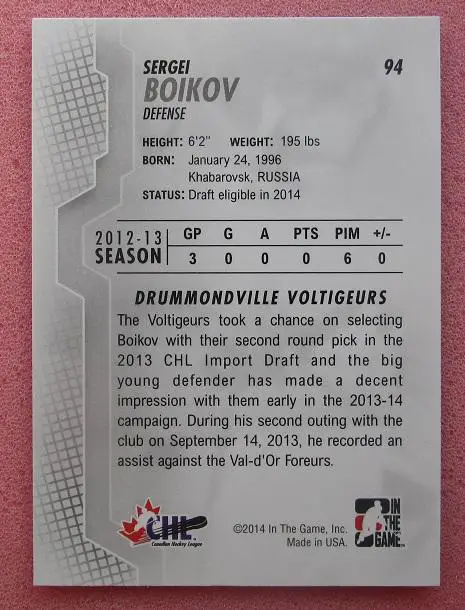 SERGEI 94
BOIKOV
DEFENSE
HEIGHT: 6'2" WEIGHT: 195 lbs
BORN: January 24, 1996
Khabarovsk, RUSSIA
STATUS: Draft eligible in 2014
2012-13 SEASON GP G A PTS PIM +/-
3 0 0 0 6 0
DRUMMONDVILLE VOLTIGEURS
The Voltigeurs took a chance on selecting
Boikov with their second round pick in the
2013 CHL Import Draft and the big
young defender has made a decent
impression with them early in the 2013-14
campaign. During his second outing with the
club on September 14, 2013, he recorded an
assist against the Val-d'Or Foreurs.
CHL
Canadian Hockey League
©2014 In The Game, Inc.
Made in USA.
IN
THE
GAME